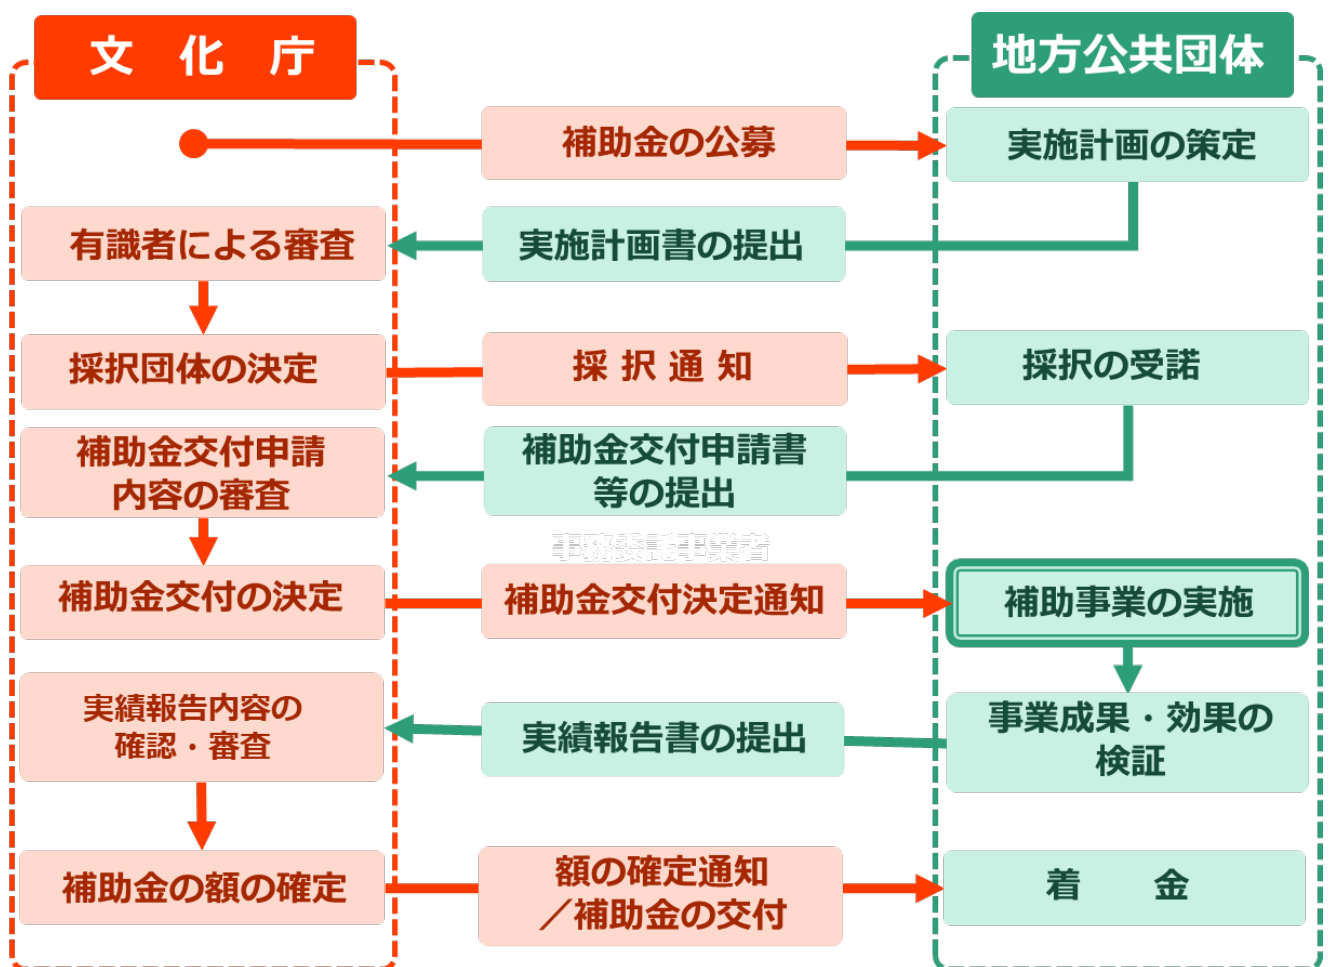 文　化　庁
地方公共団体
補助金の公募
実施計画の策定
有識者による審査
実施計画書の提出
採択団体の決定
採 択 通 知
採択の受諾
補助金交付申請
内容の審査
補助金交付申請書
等の提出
事務委託事業者
補助金交付の決定
補助金交付決定通知
補助事業の実施
実績報告内容の
確認・審査
実績報告書の提出
事業成果・効果の
検証
補助金の額の確定
額の確定通知
／補助金の交付
着　　金